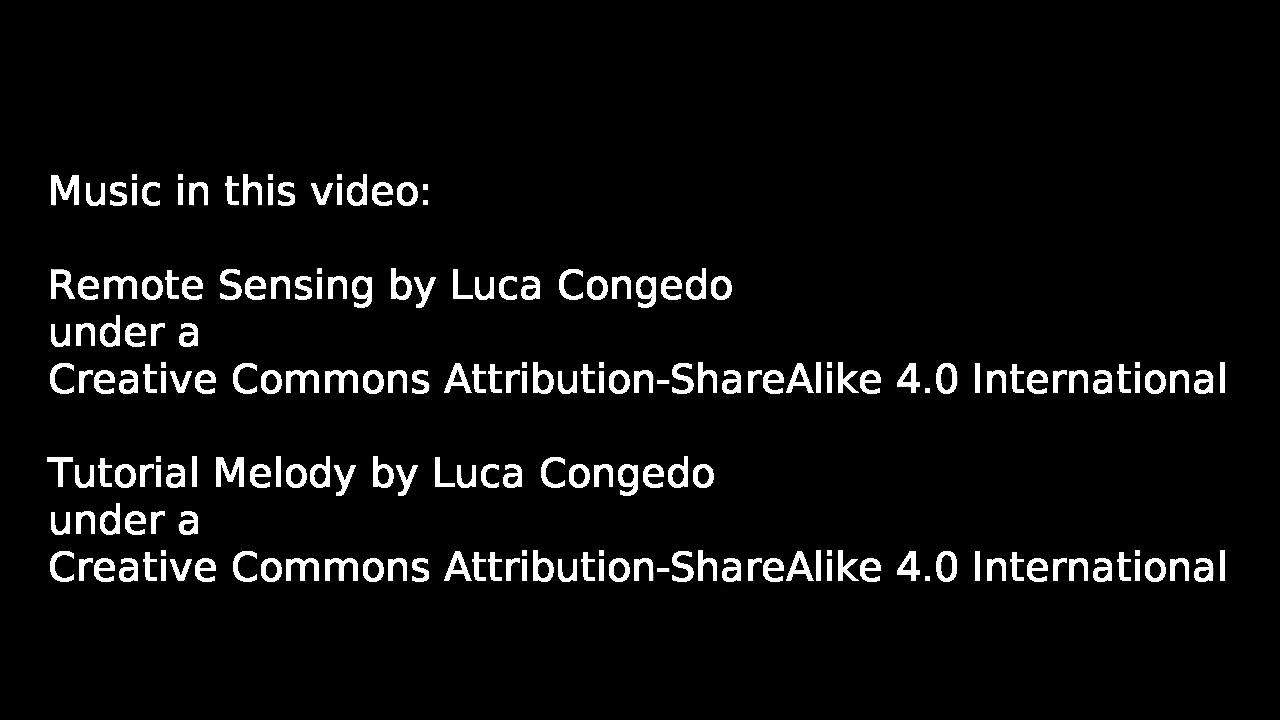 Music in this video:
Remote Sensing by Luca Congedo
under a
Creative Commons Attribution-ShareAlike 4.0 International
Tutorial Melody by Luca Congedo
under a
Creative Commons Attribution-ShareAlike 4.0 International